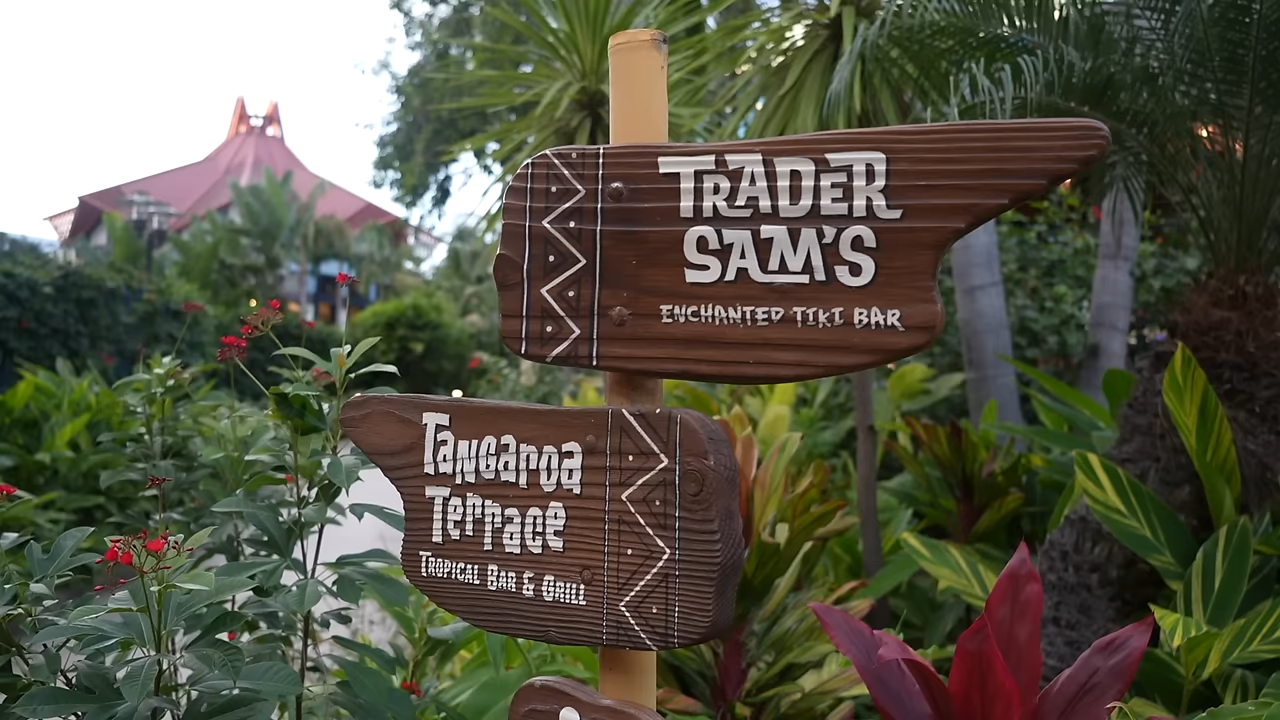 TRADER
SAM'S
ENCHANTED TIKI BAR
Tangaroa
Terrace
TROPICAL BAR & GRILL